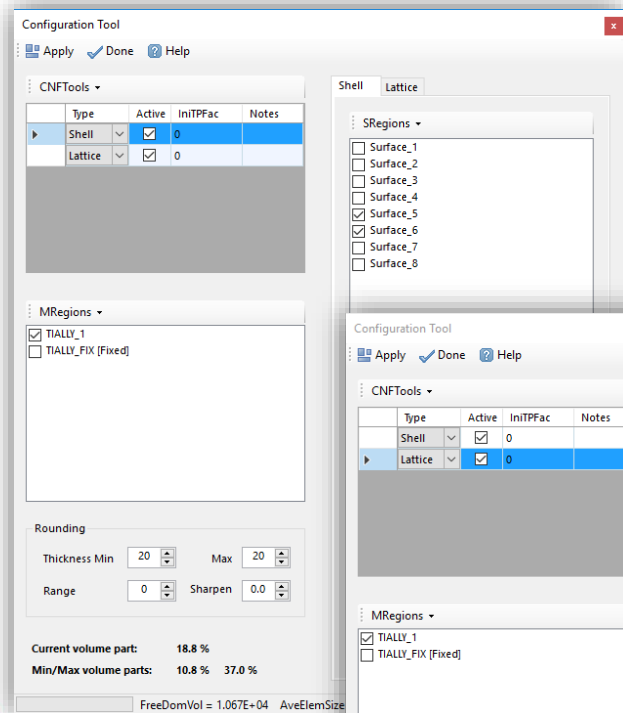 Configuration Tool
x
Apply Done Help
CNFTools
Type Active IniTPFac Notes
Shell 0
Lattice 0
MRegions
TIALLY_1
TIALLY_FIX [Fixed]
Rounding
Thickness Min 20 Max 20
Range 0 Sharpen 0.0
Current volume part: 18.8 %
Min/Max volume parts: 10.8 % 37.0 %
FreeDomVol = 1.067E+04 AveElemSize
Shell Lattice
SRegions
Surface_1
Surface_2
Surface_3
Surface_4
Surface_5
Surface_6
Surface_7
Surface_8
Configuration Tool
Apply Done Help
CNFTools
Type Active IniTPFac Notes
Shell 0
Lattice 0
MRegions
TIALLY_1
TIALLY_FIX [Fixed]